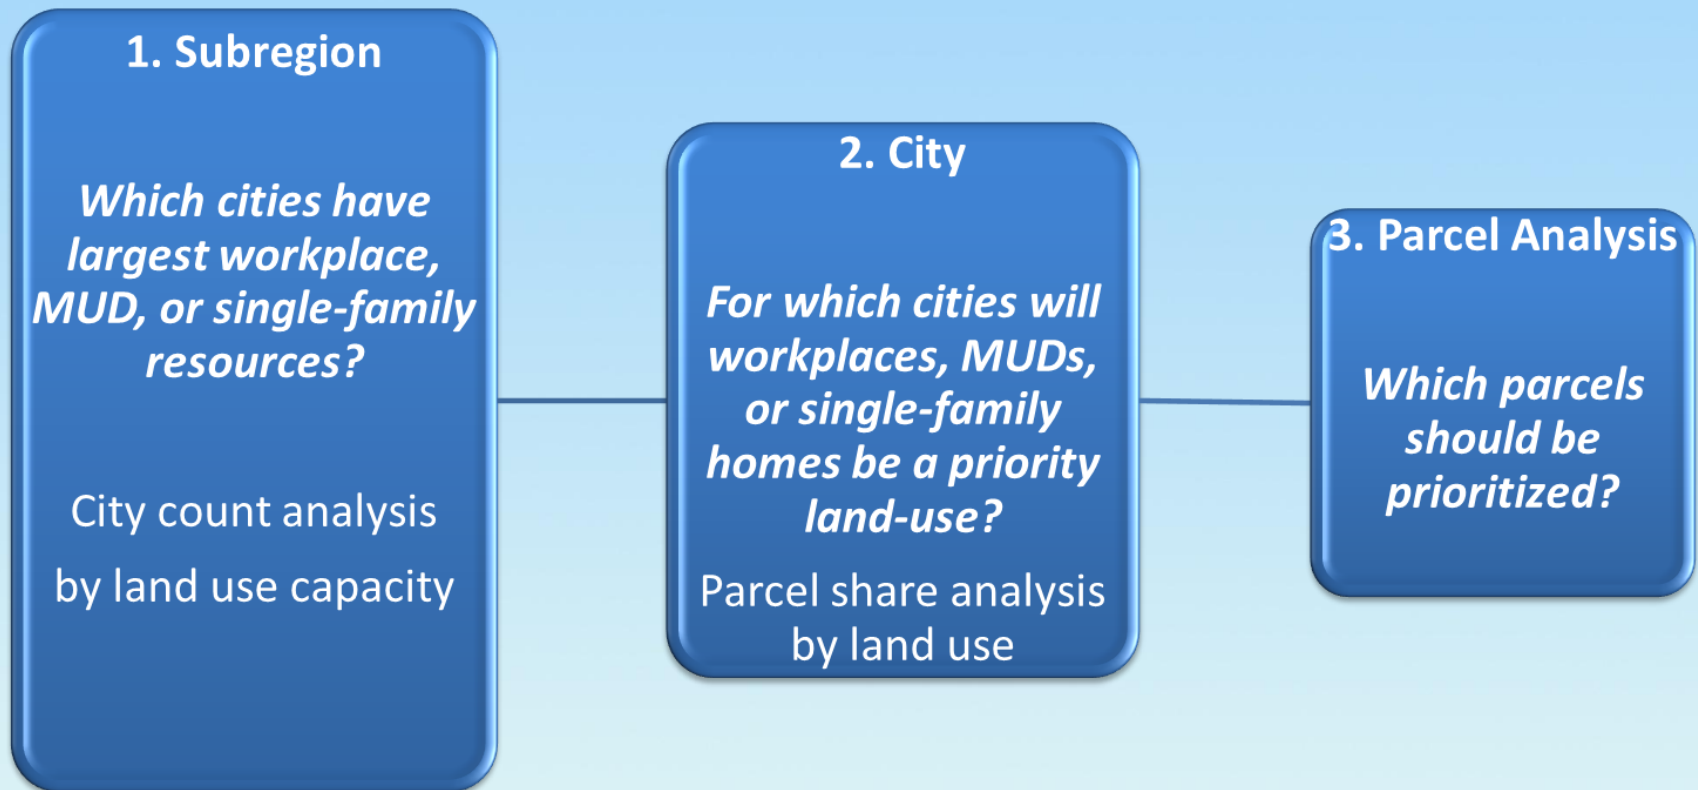 1. Subregion
Which cities have
largest workplace,
MUD, or single-family
resources?
City count analysis
by land use capacity
2. City
For which cities will
workplaces, MUDs,
or single-family
homes be a priority
land-use?
Parcel share analysis
by land use
3. Parcel Analysis
Which parcels
should be
prioritized?